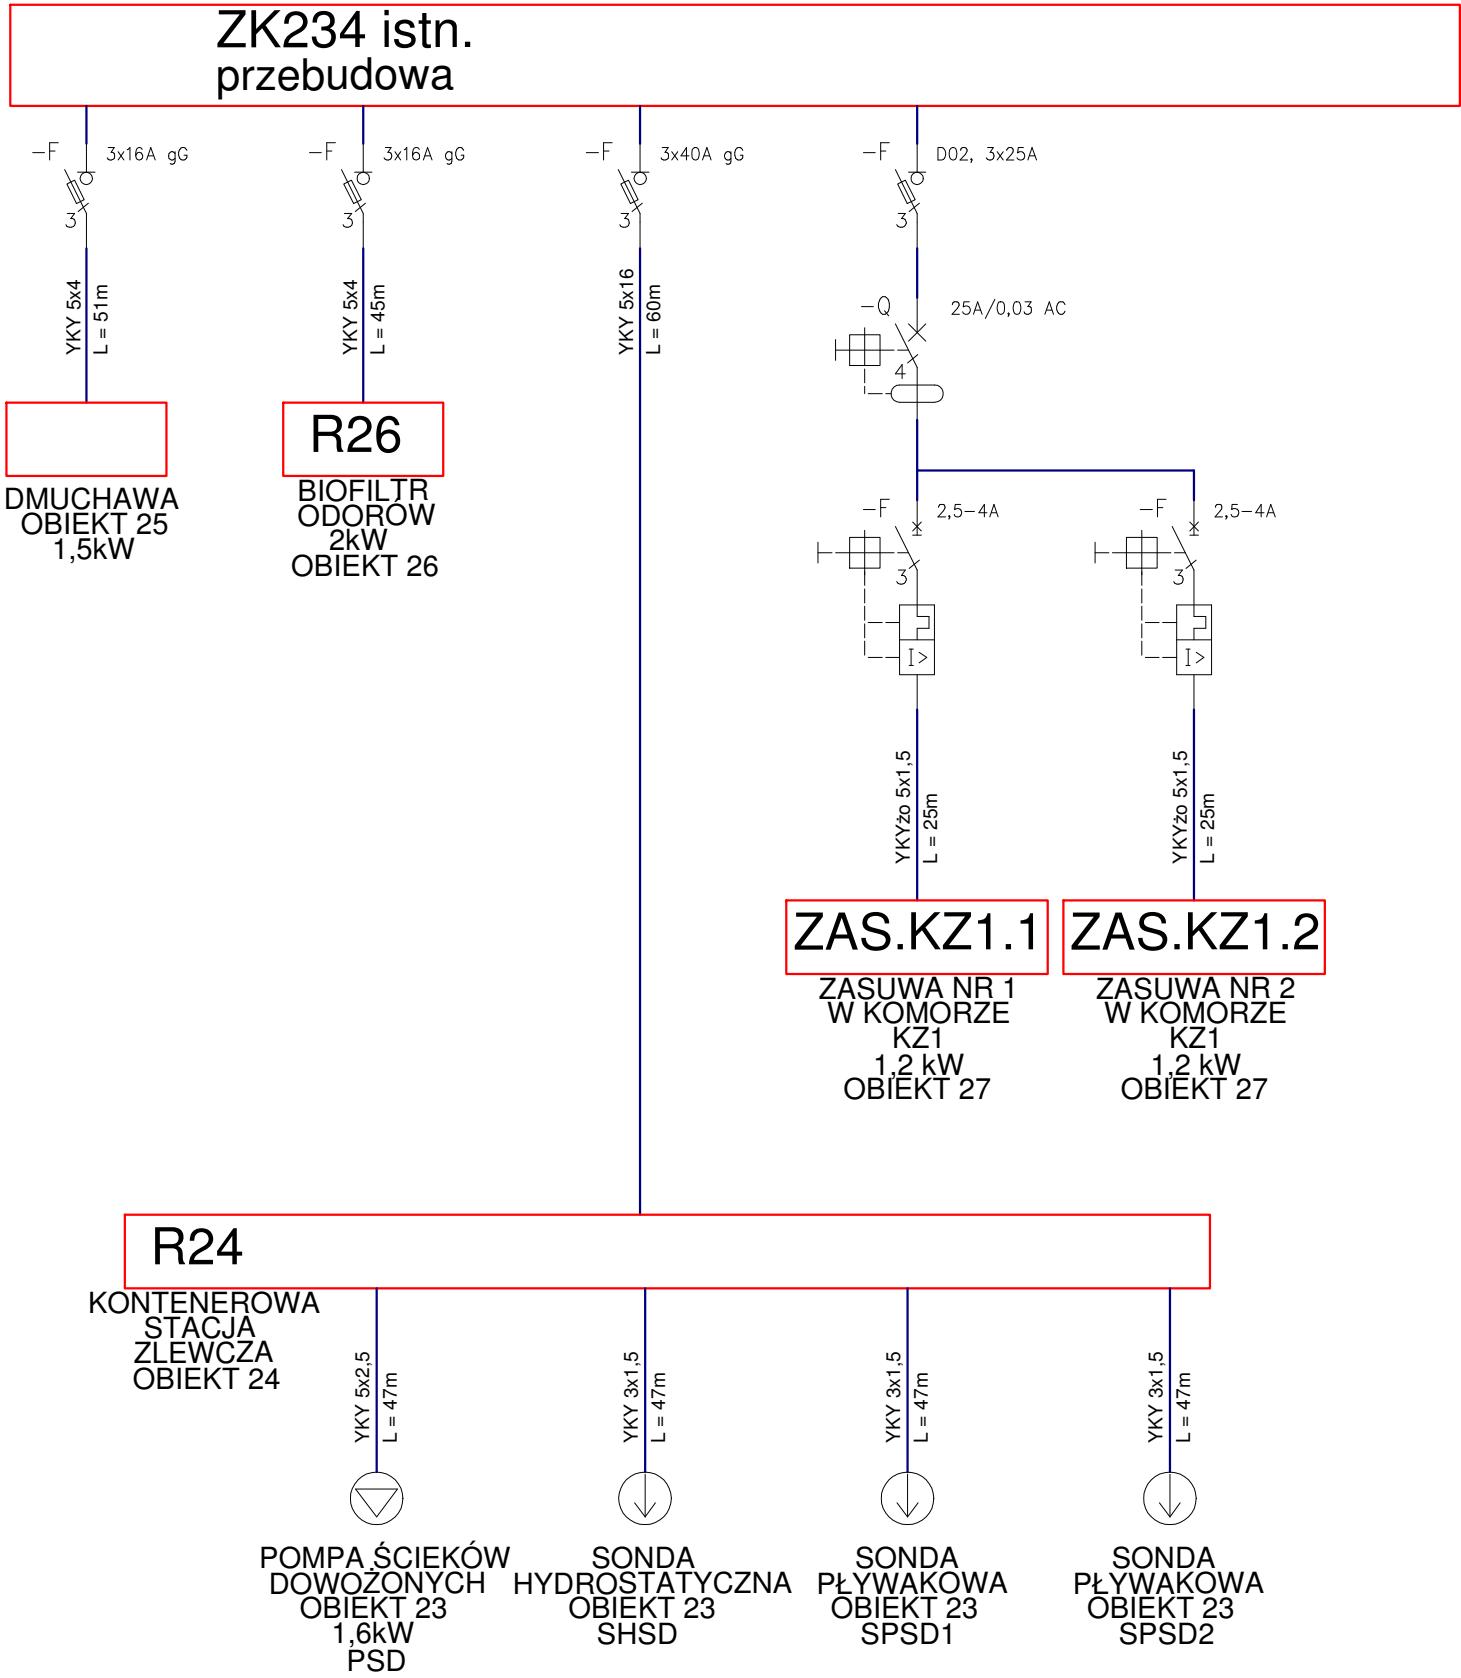 ZK234 istn.
przebudowa
-F 3x16A gG
3
YKY 5x4
L = 51m
DMUCHAWA
OBIEKT 25
1,5kW
-F 3x16A gG
3
YKY 5x4
L = 45m
R26
BIOFILTR
ODORÓW
2kW
OBIEKT 26
-F 3x40A gG
3
YKY 5x16
L = 60m
-F D02, 3x25A
3
-Q 25A/0,03 AC
4
-F 2,5-4A
3
I>
YKYżo 5x1,5
L = 25m
ZAS.KZ1.1
ZASUWA NR 1
W KOMORZE
KZ1
1,2 kW
OBIEKT 27
-F 2,5-4A
3
I>
YKYżo 5x1,5
L = 25m
ZAS.KZ1.2
ZASUWA NR 2
W KOMORZE
KZ1
1,2 kW
OBIEKT 27
R24
KONTENEROWA
STACJA
ZLEWCZA
OBIEKT 24
YKY 5x2,5
L = 47m
POMPA ŚCIEKÓW
DOWOŻONYCH
OBIEKT 23
1,6kW
PSD
YKY 3x1,5
L = 47m
SONDA
HYDROSTATYCZNA
OBIEKT 23
SHSD
YKY 3x1,5
L = 47m
SONDA
PŁYWAKOWA
OBIEKT 23
SPSD1
YKY 3x1,5
L = 47m
SONDA
PŁYWAKOWA
OBIEKT 23
SPSD2